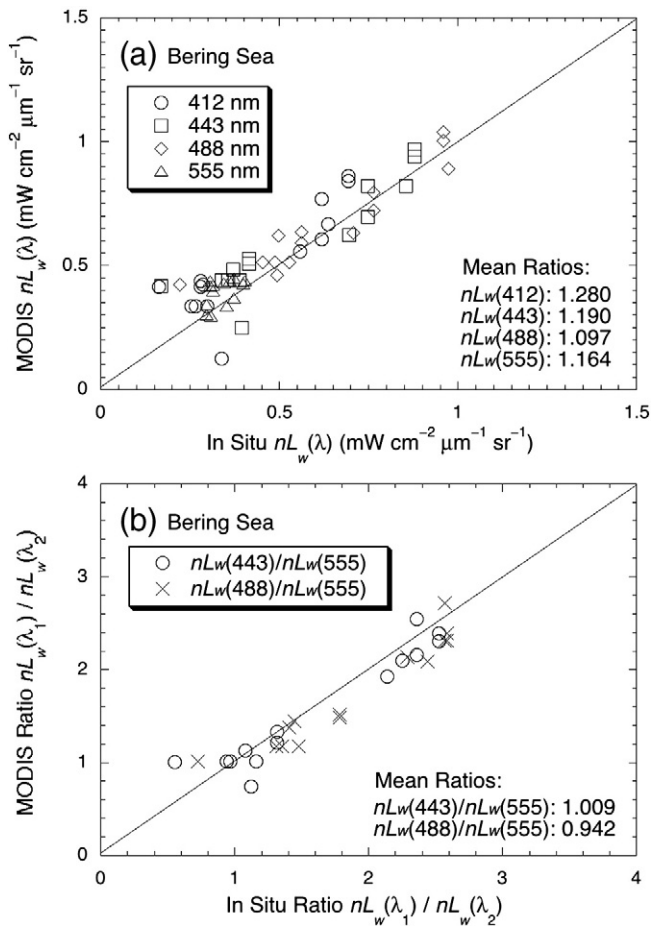 1.5
(a) Bering Sea
412 nm
443 nm
488 nm
555 nm
1
0.5
0
MODIS nLw(λ) (mW cm⁻² μm⁻¹ sr⁻¹)
Mean Ratios:
nLw(412): 1.280
nLw(443): 1.190
nLw(488): 1.097
nLw(555): 1.164
0 0.5 1 1.5
In Situ nLw(λ) (mW cm⁻² μm⁻¹ sr⁻¹)
4
(b) Bering Sea
nLw(443)/nLw(555)
nLw(488)/nLw(555)
3
2
1
0
MODIS Ratio nLw(λ₁) / nLw(λ₂)
Mean Ratios:
nLw(443)/nLw(555): 1.009
nLw(488)/nLw(555): 0.942
0 1 2 3 4
In Situ Ratio nLw(λ₁) / nLw(λ₂)